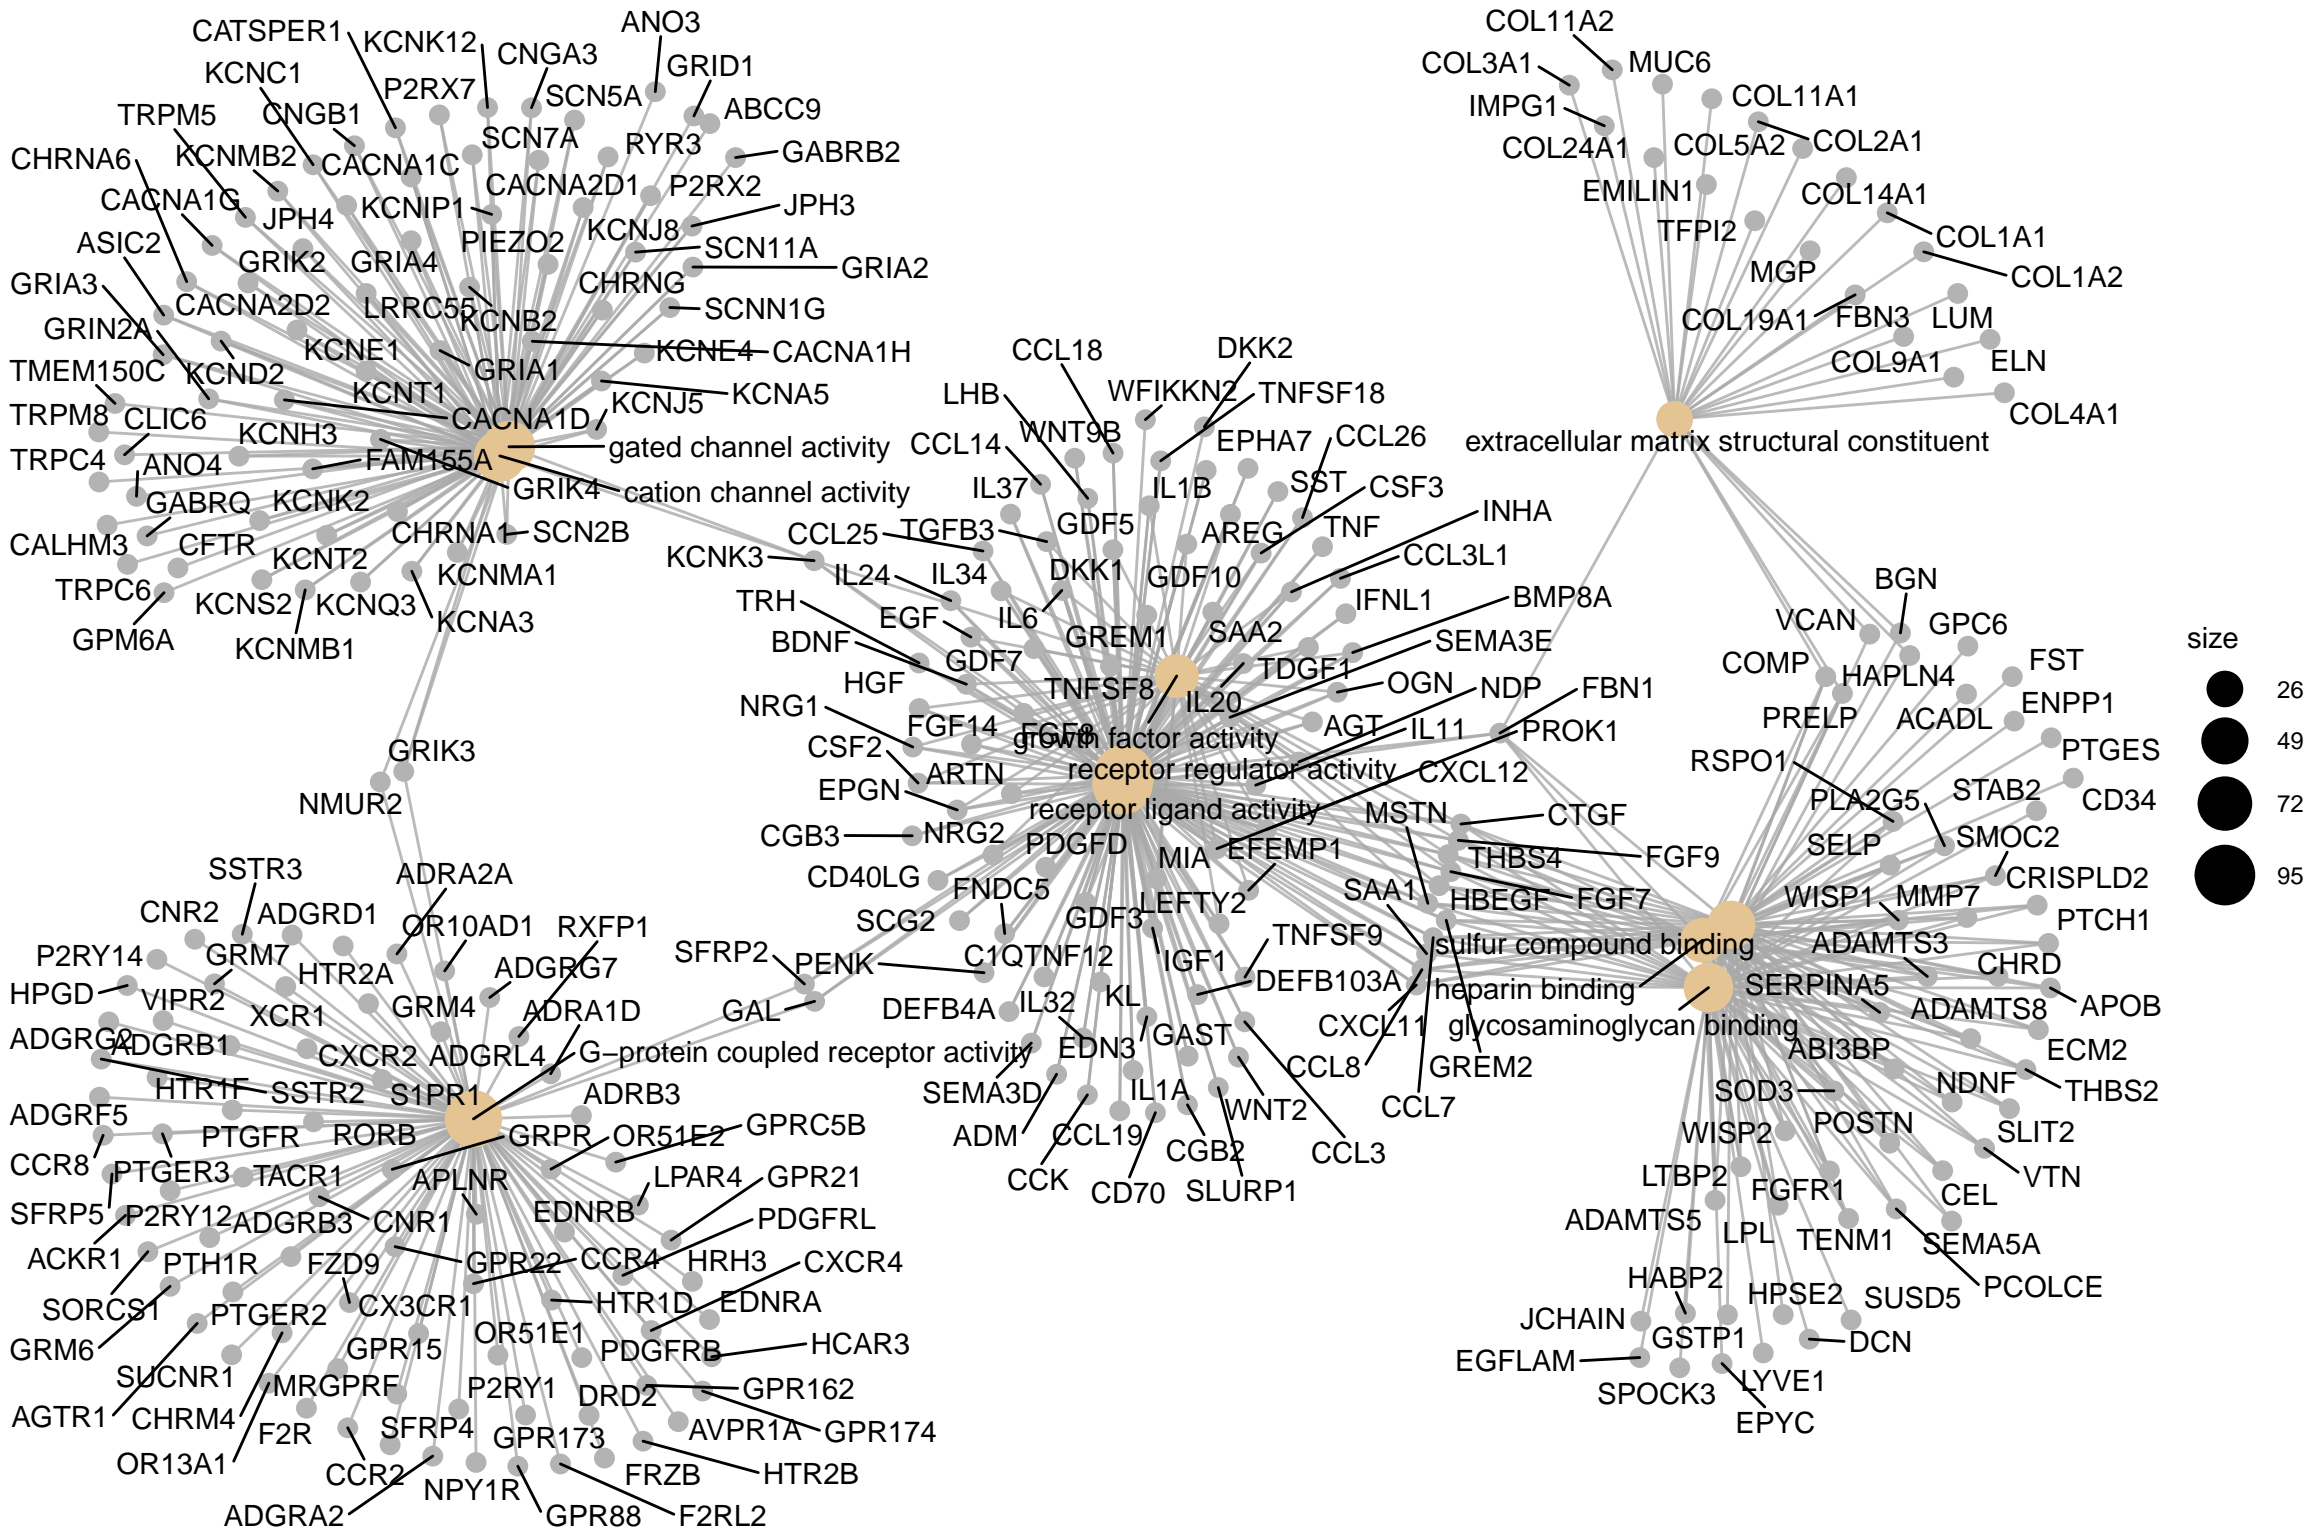 CATSPER1
KCNK12
CNGA3
ANO3
KCNC1
P2RX7
SCN5A
GRID1
TRPM5
CNGB1
SCN7A
RYR3
ABCC9
CHRNA6
KCNMB2
CACNA1C
CACNA2D1
P2RX2
GABRB2
CACNA1G
JPH4
KCNIP1
KCNJ8
JPH3
ASIC2
GRIK2
GRIA4
PIEZO2
SCN11A
GRIA3
CACNA2D2
LRRC55
CHRNG
GRIA2
GRIN2A
KCNB2
SCNN1G
KCNE1
KCNE4
CACNA1H
TMEM150C
KCND2
GRIA1
KCNT1
KCNA5
TRPM8
CLIC6
CACNA1D
KCNJ5
KCNH3
gated channel activity
TRPC4
ANO4
FAM155A
GRIK4
cation channel activity
GABRQ
KCNK2
CALHM3
CFTR
CHRNA1
SCN2B
KCNT2
KCNMA1
TRPC6
KCNS2
KCNQ3
KCNA3
GPM6A
KCNMB1
COL11A2
COL3A1
MUC6
IMPG1
COL11A1
COL24A1
COL5A2
COL2A1
EMILIN1
COL14A1
TFPI2
COL1A1
MGP
COL1A2
COL19A1
FBN3
LUM
COL9A1
ELN
COL4A1
extracellular matrix structural constituent
CCL18
DKK2
LHB
WFIKKN2
TNFSF18
CCL14
WNT9B
EPHA7
CCL26
IL37
IL1B
SST
CSF3
CCL25
TGFB3
GDF5
AREG
TNF
INHA
KCNK3
IL24
IL34
DKK1
GDF10
CCL3L1
TRH
EGF
IL6
IFNL1
BMP8A
BDNF
GDF7
GREM1
SAA2
SEMA3E
HGF
TNFSF8
TDGF1
OGN
NDP
FBN1
NRG1
IL20
FGF14
FGF8
AGT
IL11
PROK1
CSF2
growth factor activity
ARTN
receptor regulator activity
CXCL12
EPGN
receptor ligand activity
MSTN
CTGF
CGB3
NRG2
PDGFD
MIA
EFEMP1
THBS4
FGF9
CD40LG
FNDC5
SAA1
HBEGF
FGF7
SCG2
GDF3
LEFTY2
TNFSF9
SFRP2
PENK
C1QTNF12
IGF1
DEFB103A
GAL
DEFB4A
IL32
KL
GAST
CXCL11
EDN3
CCL8
GREM2
SEMA3D
IL1A
WNT2
CCL7
ADM
CCL19
CGB2
CCL3
CCK
CD70
SLURP1
GRIK3
NMUR2
BGN
VCAN
GPC6
COMP
HAPLN4
FST
PRELP
ACADL
ENPP1
RSPO1
PTGES
PLA2G5
STAB2
CD34
SELP
SMOC2
WISP1
MMP7
CRISPLD2
PTCH1
sulfur compound binding
ADAMTS3
CHRD
heparin binding
SERPINA5
APOB
ADAMTS8
glycosaminoglycan binding
ABI3BP
ECM2
SOD3
NDNF
THBS2
WISP2
POSTN
SLIT2
LTBP2
FGFR1
CEL
VTN
ADAMTS5
LPL
TENM1
SEMA5A
PCOLCE
HABP2
HPSE2
SUSD5
JCHAIN
GSTP1
DCN
EGFLAM
SPOCK3
LYVE1
EPYC
SSTR3
ADRA2A
CNR2
ADGRD1
OR10AD1
RXFP1
P2RY14
GRM7
HTR2A
ADGRG7
HPGD
VIPR2
XCR1
GRM4
ADRA1D
ADGRG2
ADGRB1
CXCR2
ADGRL4
G−protein coupled receptor activity
HTR1F
SSTR2
S1PR1
ADRB3
ADGRF5
PTGFR
RORB
GRPR
OR51E2
GPRC5B
CCR8
PTGER3
TACR1
APLNR
LPAR4
GPR21
SFRP5
P2RY12
ADGRB3
CNR1
EDNRB
PDGFRL
ACKR1
PTH1R
FZD9
GPR22
CCR4
HRH3
CXCR4
SORCS1
PTGER2
CX3CR1
HTR1D
EDNRA
GRM6
GPR15
OR51E1
PDGFRB
HCAR3
SUCNR1
MRGPRF
P2RY1
DRD2
GPR162
AGTR1
CHRM4
F2R
SFRP4
GPR173
AVPR1A
GPR174
OR13A1
CCR2
NPY1R
FRZB
HTR2B
ADGRA2
GPR88
F2RL2
size
26
49
72
95